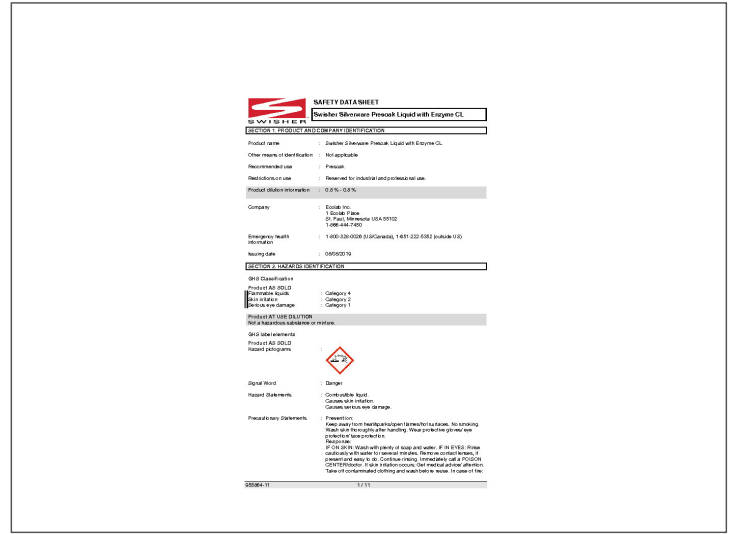 SAFETY DATA SHEET
Swisher Silverware Presoak Liquid with Enzyme CL
SWISHER
SECTION 1. PRODUCT AND COMPANY IDENTIFICATION
Product name : Swisher Silverware Presoak Liquid with Enzyme CL
Other means of identification : Not applicable
Recommended use : Presoak
Restrictions on use : Reserved for industrial and professional use.
Product dilution information : 0.6 % - 0.8 %
Company : Ecolab Inc.
1 Ecolab Place
St. Paul, Minnesota USA 55102
1-866-444-7450
Emergency health information : 1-800-328-0026 (US/Canada), 1-651-222-5352 (outside US)
Issuing date : 08/08/2019
SECTION 2. HAZARDS IDENTIFICATION
GHS Classification
Product AS SOLD
Flammable liquids : Category 4
Skin irritation : Category 2
Serious eye damage : Category 1
Product AT USE DILUTION
Not a hazardous substance or mixture.
GHS label elements
Product AS SOLD
Hazard pictograms :
Signal Word : Danger
Hazard Statements : Combustible liquid.
Causes skin irritation.
Causes serious eye damage.
Precautionary Statements : Prevention:
Keep away from heat/sparks/open flames/hot surfaces. No smoking.
Wash skin thoroughly after handling. Wear protective gloves/ eye
protection/ face protection.
Response:
IF ON SKIN: Wash with plenty of soap and water. IF IN EYES: Rinse
cautiously with water for several minutes. Remove contact lenses, if
present and easy to do. Continue rinsing. Immediately call a POISON
CENTER/doctor. If skin irritation occurs: Get medical advice/ attention.
Take off contaminated clothing and wash before reuse. In case of fire:
1 / 11